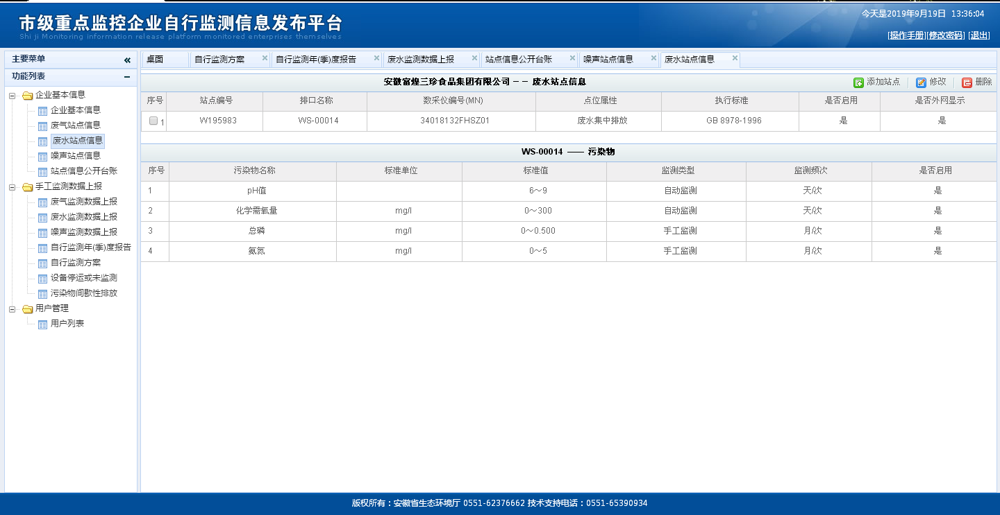 市级重点监控企业自行监测信息发布平台
Shi ji Monitoring information release platform monitored enterprises themselves
今天是2019年9月19日 13:36:04
[操作手册][修改密码] [退出]
主要菜单
功能列表
企业基本信息
企业基本信息
废气站点信息
废水站点信息
噪声站点信息
站点信息公开台账
手工监测数据上报
废气监测数据上报
废水监测数据上报
噪声监测数据上报
自行监测年(季)度报告
自行监测方案
设备停运或未监测
污染物间歇性排放
用户管理
用户列表
桌面 自行监测方案 自行监测年(季)度报告 废水监测数据上报 站点信息公开台账 噪声站点信息 废水站点信息
安徽富煌三珍食品集团有限公司 -- 废水站点信息 添加站点 修改 删除
序号 站点编号 排口名称 数采仪编号(MN) 点位属性 执行标准 是否启用 是否外网显示
1 W195983 WS-00014 34018132FHSZ01 废水集中排放 GB 8978-1996 是 是
WS-00014 —— 污染物
序号 污染物名称 标准单位 标准值 监测类型 监测频次 是否启用
1 pH值 6～9 自动监测 天/次 是
2 化学需氧量 mg/l 0～300 自动监测 天/次 是
3 总磷 mg/l 0～0.500 手工监测 月/次 是
4 氨氮 mg/l 0～5 手工监测 月/次 是
版权所有：安徽省生态环境厅 0551-62376662 技术支持电话：0551-65390934